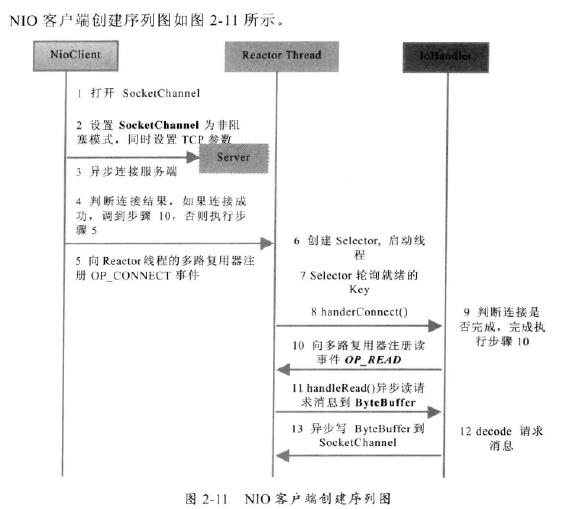 NIO 客户端创建序列图如图 2-11 所示。
NioClient
Reactor Thread
IoHandler
1 打开 SocketChannel
2 设置 SocketChannel 为非阻
塞模式，同时设置 TCP 参数
Server
3 异步连接服务端
4 判断连接结果，如果连接成
功，调到步骤 10，否则执行步
骤 5
5 向 Reactor 线程的多路复用器注
册 OP_CONNECT 事件
6 创建 Selector, 启动线
程
7 Selector 轮询就绪的
Key
8 handerConnect()
9 判断连接是
否完成，完成执
行步骤 10
10 向多路复用器注册读
事件 OP_READ
11 handleRead()异步读请
求消息到 ByteBuffer
12 decode 请求
消息
13 异步写 ByteBuffer 到
SocketChannel
图 2-11 NIO 客户端创建序列图